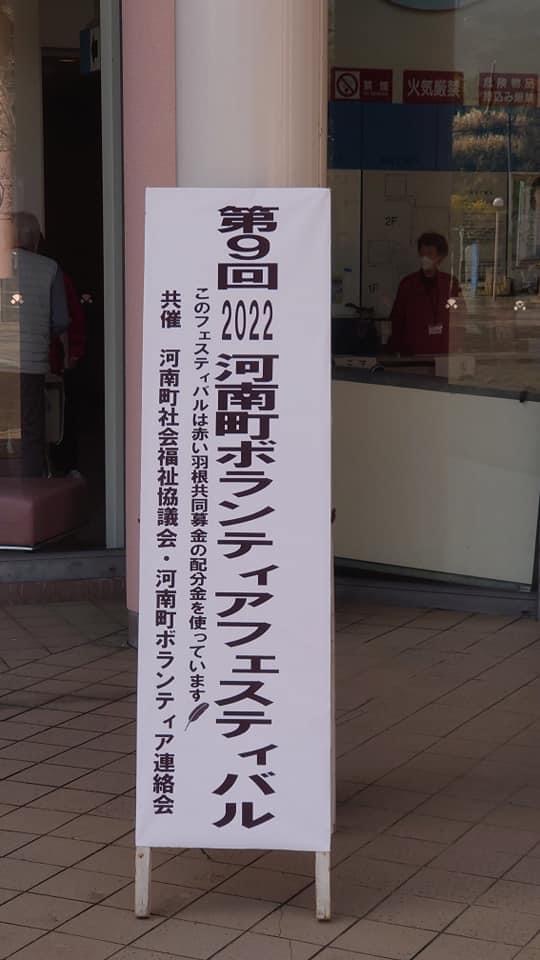 第9回 2022 河南町ボランティアフェスティバル
このフェスティバルは赤い羽根共同募金の配分金を使っています
共催 河南町社会福祉協議会・河南町ボランティア連絡会
禁煙
火気厳禁
2F
1F